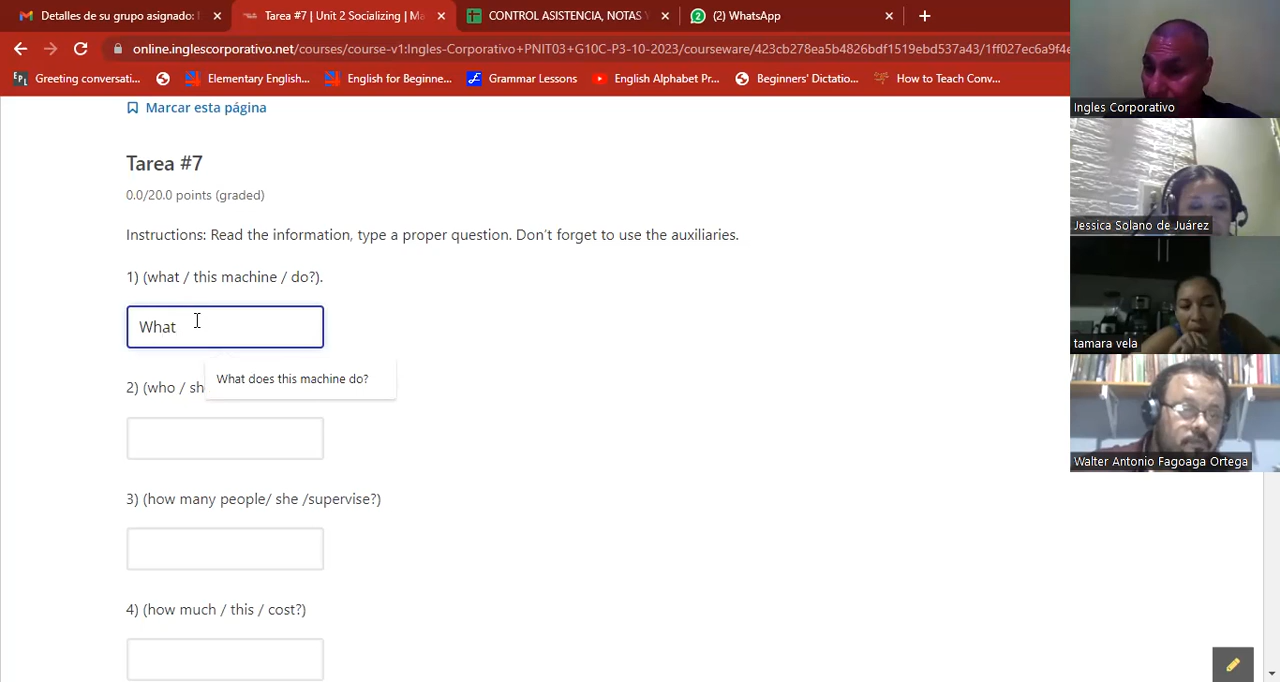 Detalles de su grupo asignado:
Tarea #7 | Unit 2 Socializing | Ma
CONTROL ASISTENCIA, NOTAS Y
(2) WhatsApp
online.inglescorporativo.net/courses/course-v1:Ingles-Corporativo+PNIT03+G10C-P3-10-2023/courseware/423cb278ea5b4826bdf1519ebd537a43/1ff027ec6a9f4e
Greeting conversati...
Elementary English...
English for Beginne...
Grammar Lessons
English Alphabet Pr...
Beginners' Dictatio...
How to Teach Conv...
Marcar esta página
Tarea #7
0.0/20.0 points (graded)
Instructions: Read the information, type a proper question. Don't forget to use the auxiliaries.
1) (what / this machine / do?).
What
What does this machine do?
2) (who / sh
3) (how many people/ she /supervise?)
4) (how much / this / cost?)
Ingles Corporativo
Jessica Solano de Juárez
tamara vela
Walter Antonio Fagoaga Ortega